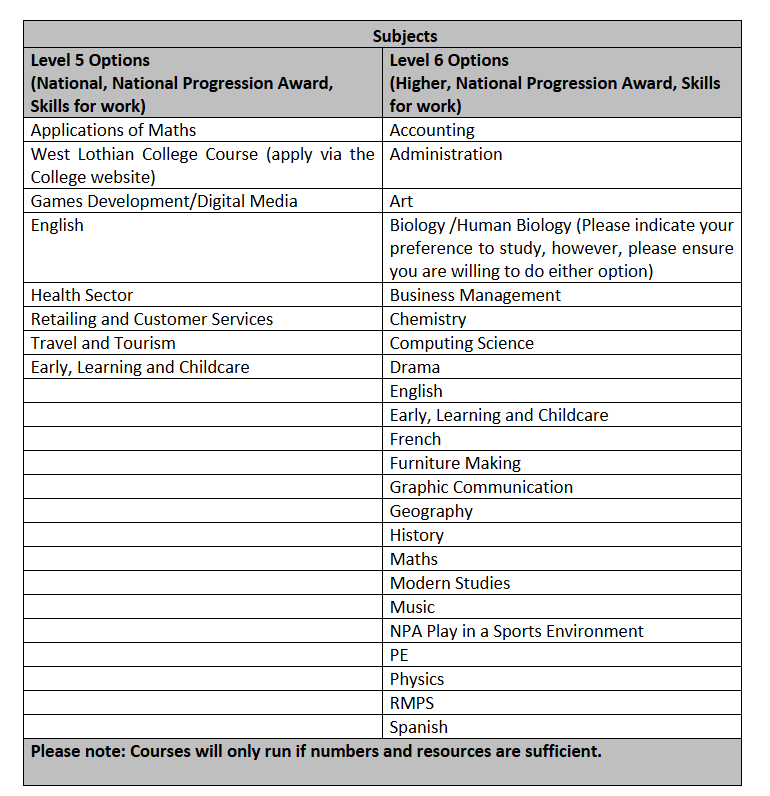 Subjects
Level 5 Options
(National, National Progression Award,
Skills for work)
Level 6 Options
(Higher, National Progression Award, Skills
for work)
Applications of Maths
Accounting
West Lothian College Course (apply via the
College website)
Administration
Games Development/Digital Media
Art
English
Biology /Human Biology (Please indicate your
preference to study, however, please ensure
you are willing to do either option)
Health Sector
Business Management
Retailing and Customer Services
Chemistry
Travel and Tourism
Computing Science
Early, Learning and Childcare
Drama
English
Early, Learning and Childcare
French
Furniture Making
Graphic Communication
Geography
History
Maths
Modern Studies
Music
NPA Play in a Sports Environment
PE
Physics
RMPS
Spanish
Please note: Courses will only run if numbers and resources are sufficient.